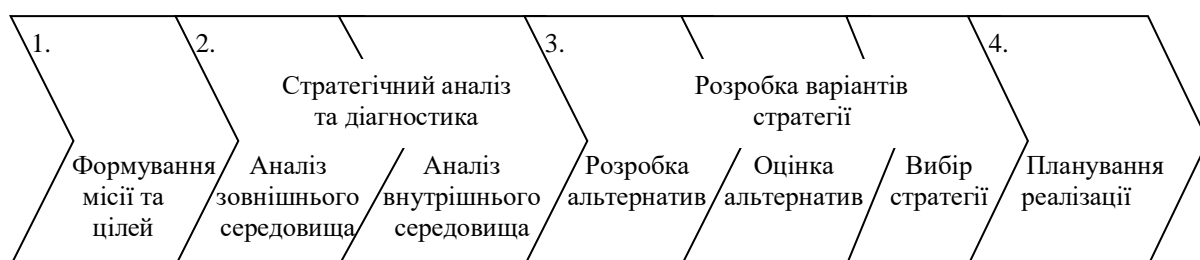 1.
Формування
місії та
цілей
2.
Стратегічний аналіз
та діагностика
Аналіз
зовнішнього
середовища
Аналіз
внутрішнього
середовища
3.
Розробка варіантів
стратегії
Розробка
альтернатив
Оцінка
альтернатив
Вибір
стратегії
4.
Планування
реалізації